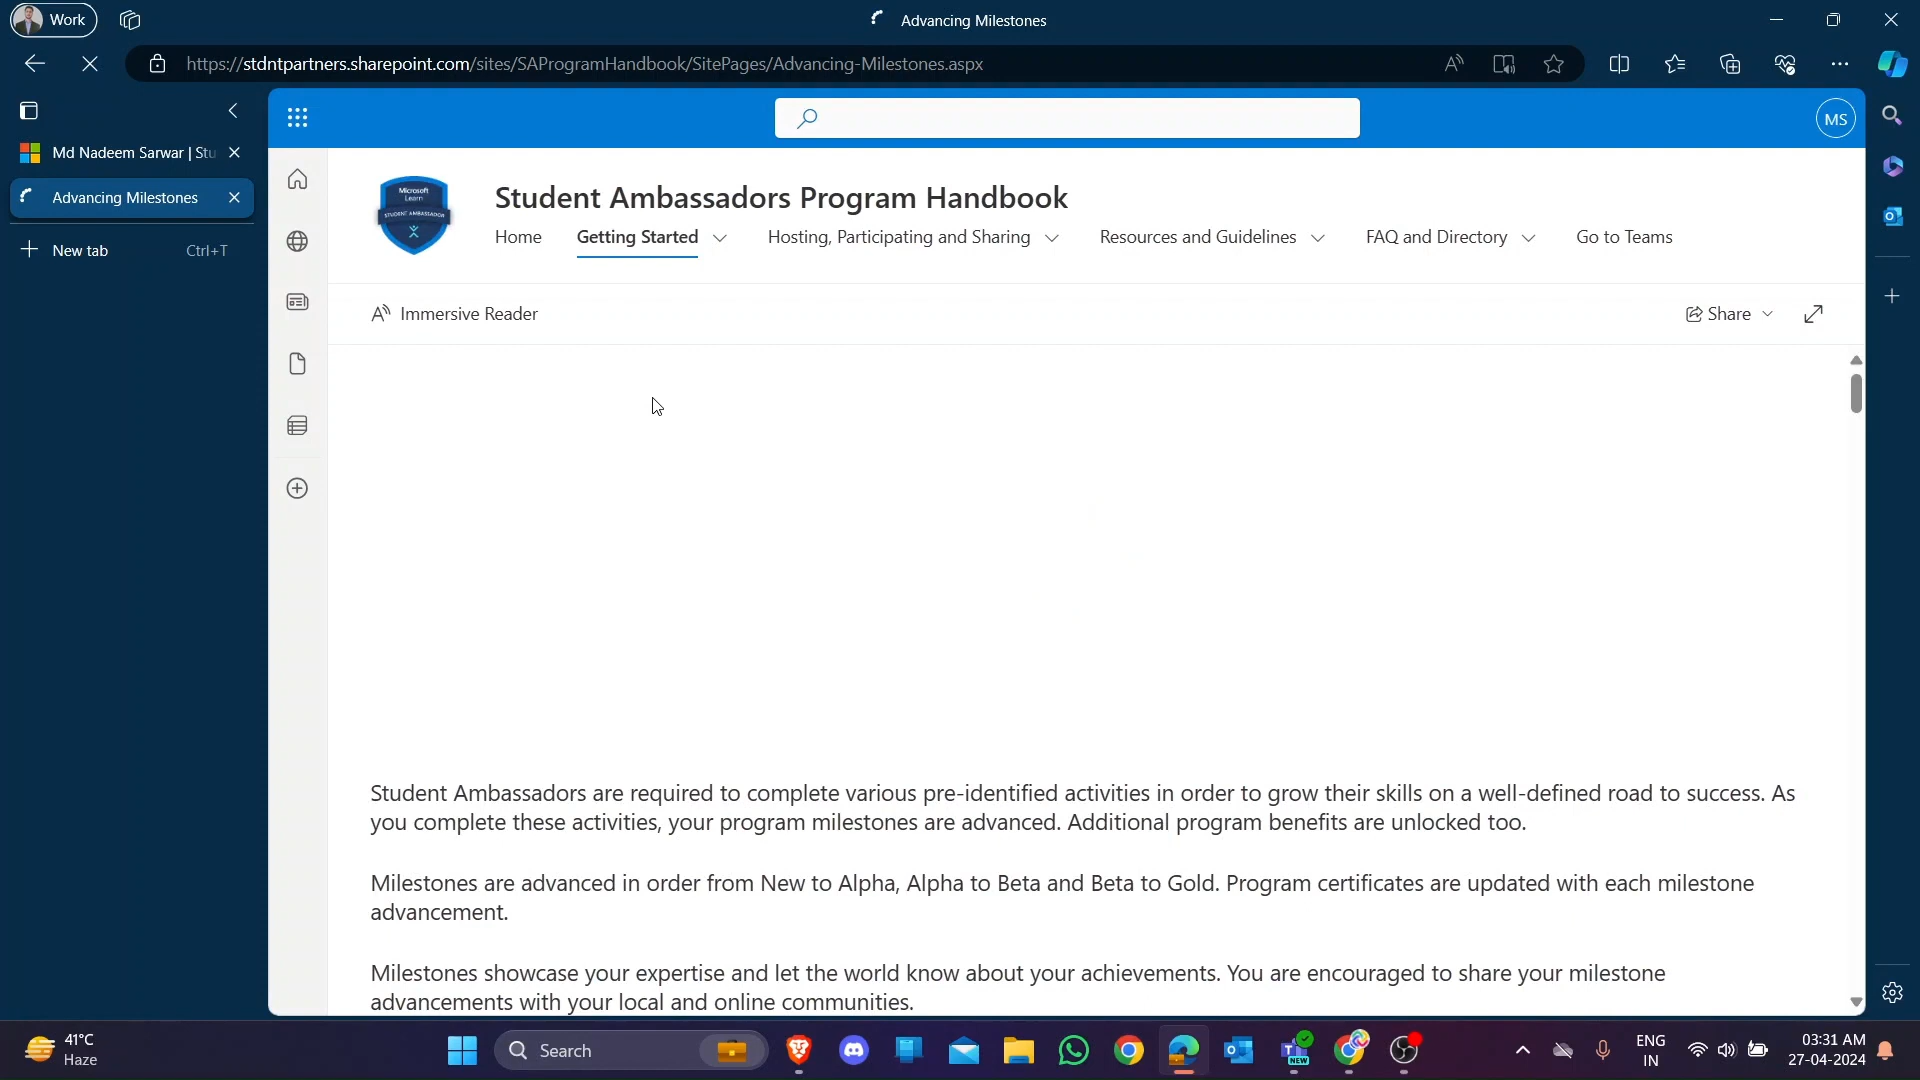 Work
Advancing Milestones
https://stdntpartners.sharepoint.com/sites/SAProgramHandbook/SitePages/Advancing-Milestones.aspx
Md Nadeem Sarwar | Stu
Advancing Milestones
New tab
Ctrl+T
MS
Microsoft
Learn
STUDENT AMBASSADOR
Student Ambassadors Program Handbook
Home
Getting Started
Hosting, Participating and Sharing
Resources and Guidelines
FAQ and Directory
Go to Teams
Immersive Reader
Share
Student Ambassadors are required to complete various pre-identified activities in order to grow their skills on a well-defined road to success. As
you complete these activities, your program milestones are advanced. Additional program benefits are unlocked too.
Milestones are advanced in order from New to Alpha, Alpha to Beta and Beta to Gold. Program certificates are updated with each milestone
advancement.
Milestones showcase your expertise and let the world know about your achievements. You are encouraged to share your milestone
advancements with your local and online communities.
41°C
Haze
Search
NEW
ENG
IN
03:31 AM
27-04-2024